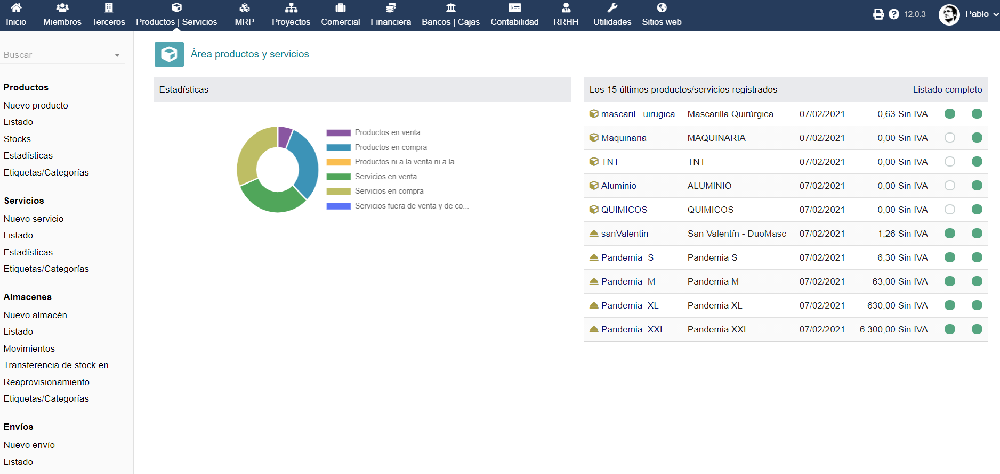 Inicio
Miembros
Terceros
Productos | Servicios
MRP
Proyectos
Comercial
Financiera
Bancos | Cajas
Contabilidad
RRHH
Utilidades
Sitios web
12.0.3
Pablo
Buscar
Productos
Nuevo producto
Listado
Stocks
Estadísticas
Etiquetas/Categorías
Servicios
Nuevo servicio
Listado
Estadísticas
Etiquetas/Categorías
Almacenes
Nuevo almacén
Listado
Movimientos
Transferencia de stock en ...
Reaprovisionamiento
Etiquetas/Categorías
Envíos
Nuevo envío
Listado
Área productos y servicios
Estadísticas
Productos en venta
Productos en compra
Productos ni a la venta ni a la ...
Servicios en venta
Servicios en compra
Servicios fuera de venta y de co...
Los 15 últimos productos/servicios registrados Listado completo
mascaril...uirugica Mascarilla Quirúrgica 07/02/2021 0,63 Sin IVA
Maquinaria MAQUINARIA 07/02/2021 0,00 Sin IVA
TNT TNT 07/02/2021 0,00 Sin IVA
Aluminio ALUMINIO 07/02/2021 0,00 Sin IVA
QUIMICOS QUIMICOS 07/02/2021 0,00 Sin IVA
sanValentin San Valentín - DuoMasc 07/02/2021 1,26 Sin IVA
Pandemia_S Pandemia S 07/02/2021 6,30 Sin IVA
Pandemia_M Pandemia M 07/02/2021 63,00 Sin IVA
Pandemia_XL Pandemia XL 07/02/2021 630,00 Sin IVA
Pandemia_XXL Pandemia XXL 07/02/2021 6.300,00 Sin IVA